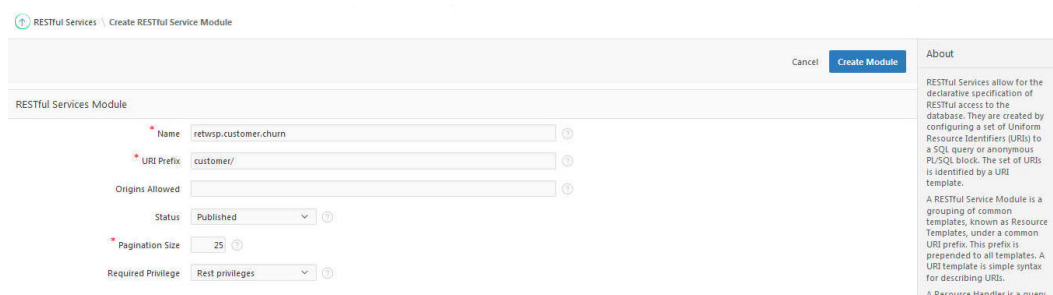 RESTful Services \ Create RESTful Service Module
Cancel Create Module
RESTful Services Module
* Name retwsp.customer.churn ?
* URI Prefix customer/ ?
Origins Allowed ?
Status Published ?
* Pagination Size 25 ?
Required Privilege Rest privileges ?
About
RESTful Services allow for the
declarative specification of
RESTful access to the
database. They are created by
configuring a set of Uniform
Resource Identifiers (URIs) to
a SQL query or anonymous
PL/SQL block. The set of URIs
is identified by a URI
template.
A RESTful Service Module is a
grouping of common
templates, known as Resource
Templates, under a common
URI prefix. This prefix is
prepended to all templates. A
URI template is simple syntax
for describing URIs.
A Resource Handler is a query